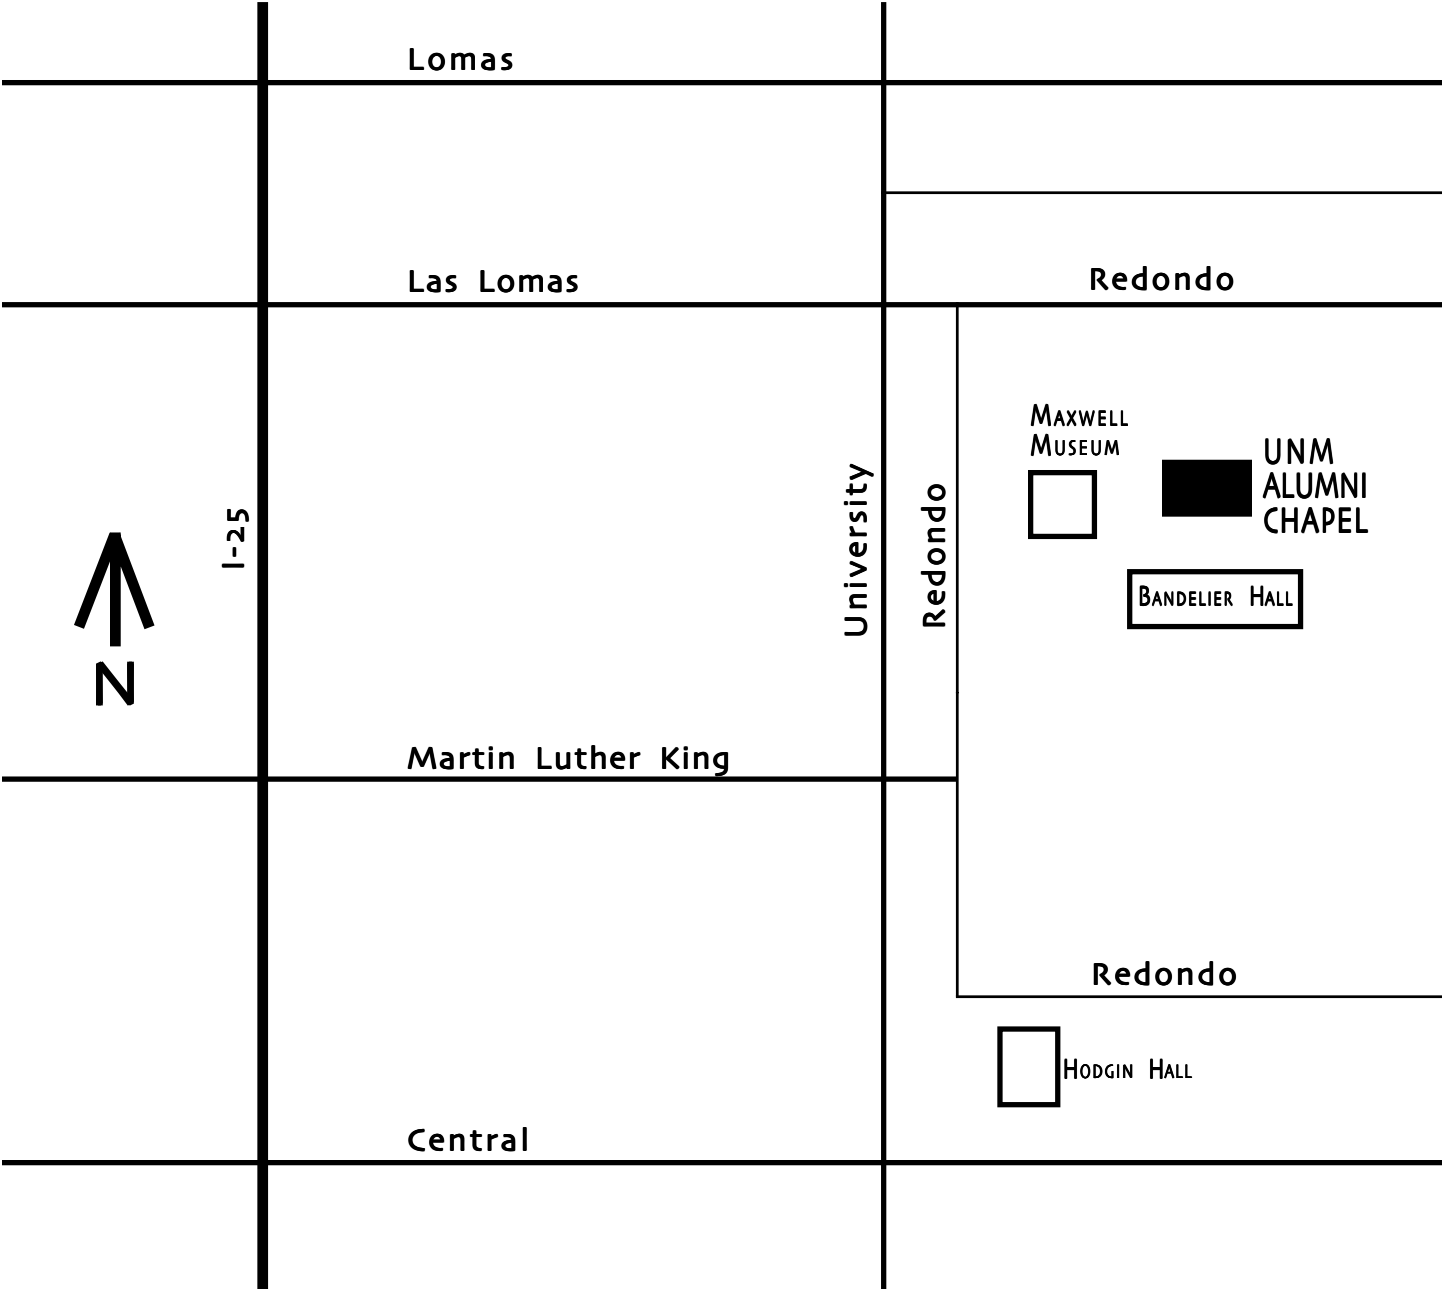 Lomas
Las Lomas
Redondo
Maxwell
Museum
UNM
ALUMNI
CHAPEL
I-25
University
Redondo
Bandelier Hall
N
Martin Luther King
Redondo
Hodgin Hall
Central